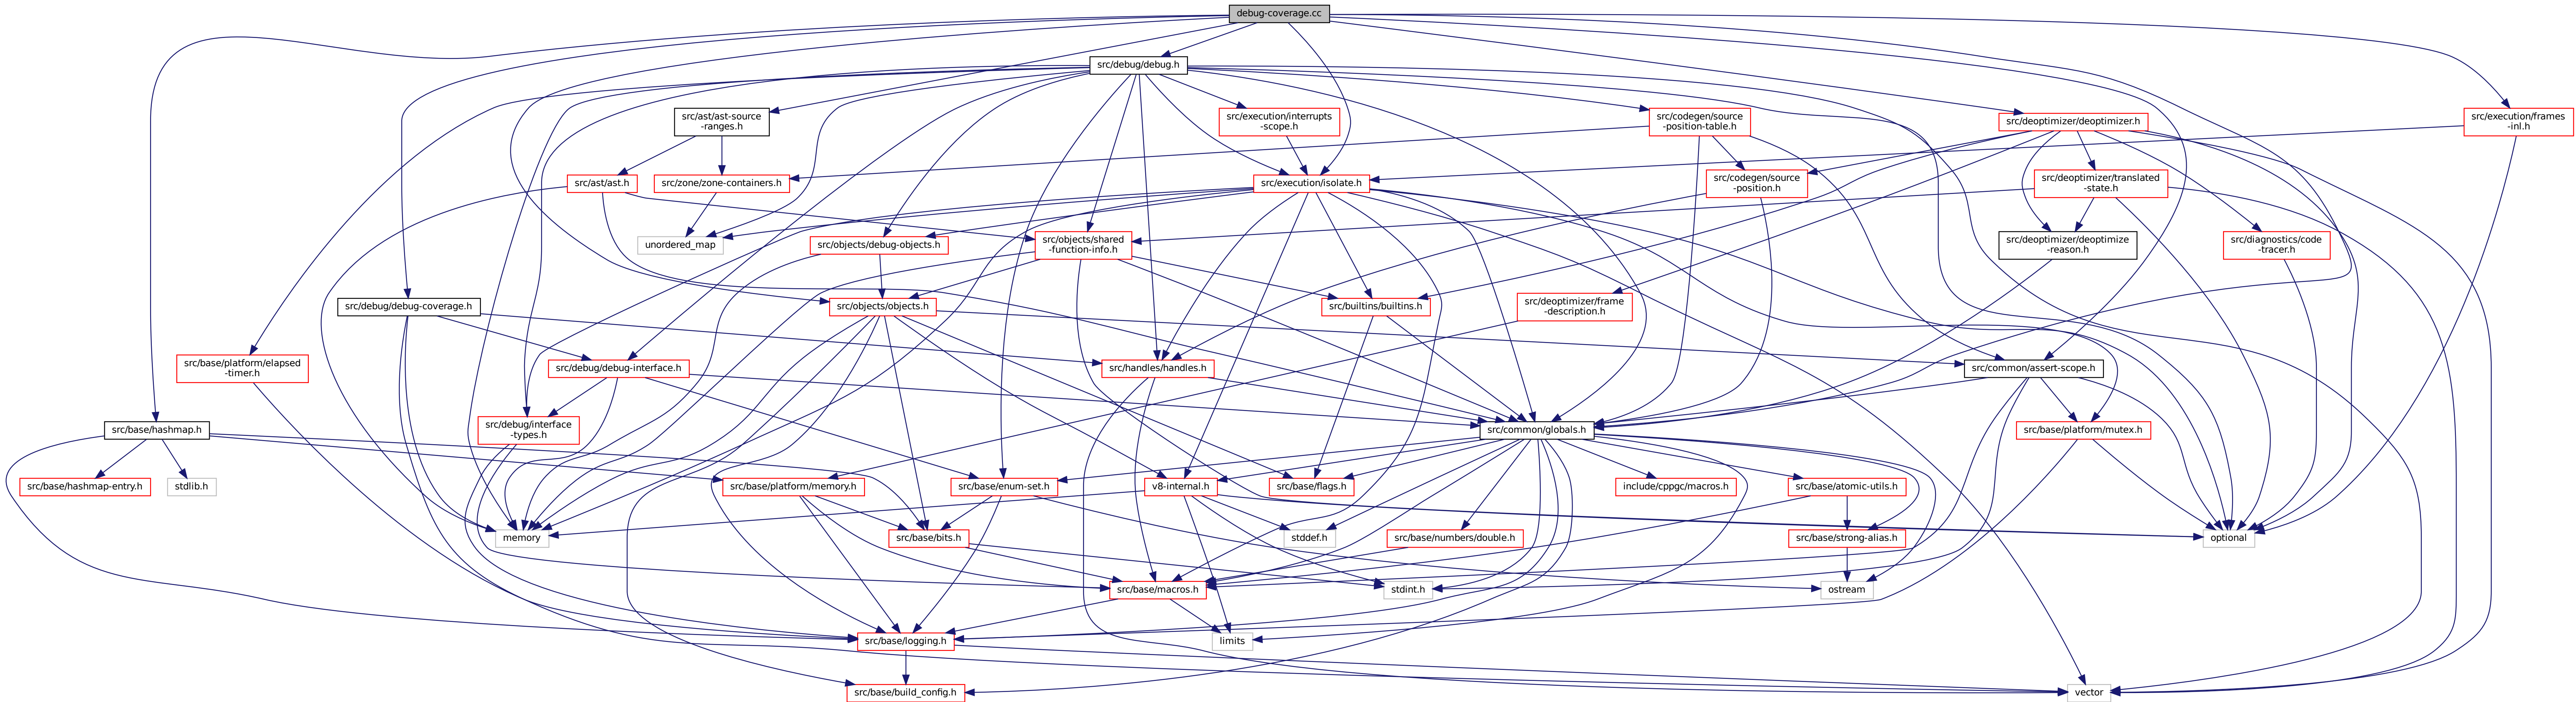 debug-coverage.cc
src/debug/debug.h
src/ast/ast-source
-ranges.h
src/execution/interrupts
-scope.h
src/codegen/source
-position-table.h
src/deoptimizer/deoptimizer.h
src/execution/frames
-inl.h
src/ast/ast.h
src/zone/zone-containers.h
src/execution/isolate.h
src/codegen/source
-position.h
src/deoptimizer/translated
-state.h
unordered_map
src/objects/debug-objects.h
src/objects/shared
-function-info.h
src/deoptimizer/deoptimize
-reason.h
src/diagnostics/code
-tracer.h
src/debug/debug-coverage.h
src/objects/objects.h
src/builtins/builtins.h
src/deoptimizer/frame
-description.h
src/base/platform/elapsed
-timer.h
src/debug/debug-interface.h
src/handles/handles.h
src/common/assert-scope.h
src/base/hashmap.h
src/debug/interface
-types.h
src/common/globals.h
src/base/platform/mutex.h
src/base/hashmap-entry.h
stdlib.h
src/base/platform/memory.h
src/base/enum-set.h
v8-internal.h
src/base/flags.h
include/cppgc/macros.h
src/base/atomic-utils.h
memory
src/base/bits.h
stddef.h
src/base/numbers/double.h
src/base/strong-alias.h
optional
src/base/macros.h
stdint.h
ostream
src/base/logging.h
limits
src/base/build_config.h
vector